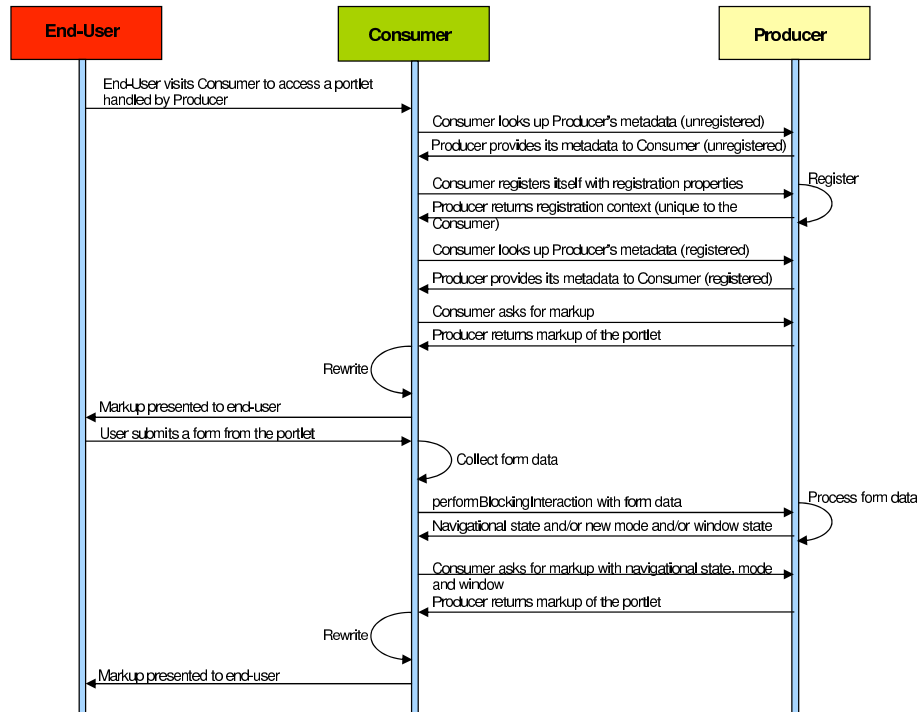 End-User
Consumer
Producer
End-User visits Consumer to access a portlet
handled by Producer
Consumer looks up Producer's metadata (unregistered)
Producer provides its metadata to Consumer (unregistered)
Register
Consumer registers itself with registration properties
Producer returns registration context (unique to the
Consumer)
Consumer looks up Producer's metadata (registered)
Producer provides its metadata to Consumer (registered)
Consumer asks for markup
Producer returns markup of the portlet
Rewrite
Markup presented to end-user
User submits a form from the portlet
Collect form data
performBlockingInteraction with form data
Process form data
Navigational state and/or new mode and/or window state
Consumer asks for markup with navigational state, mode
and window
Producer returns markup of the portlet
Rewrite
Markup presented to end-user